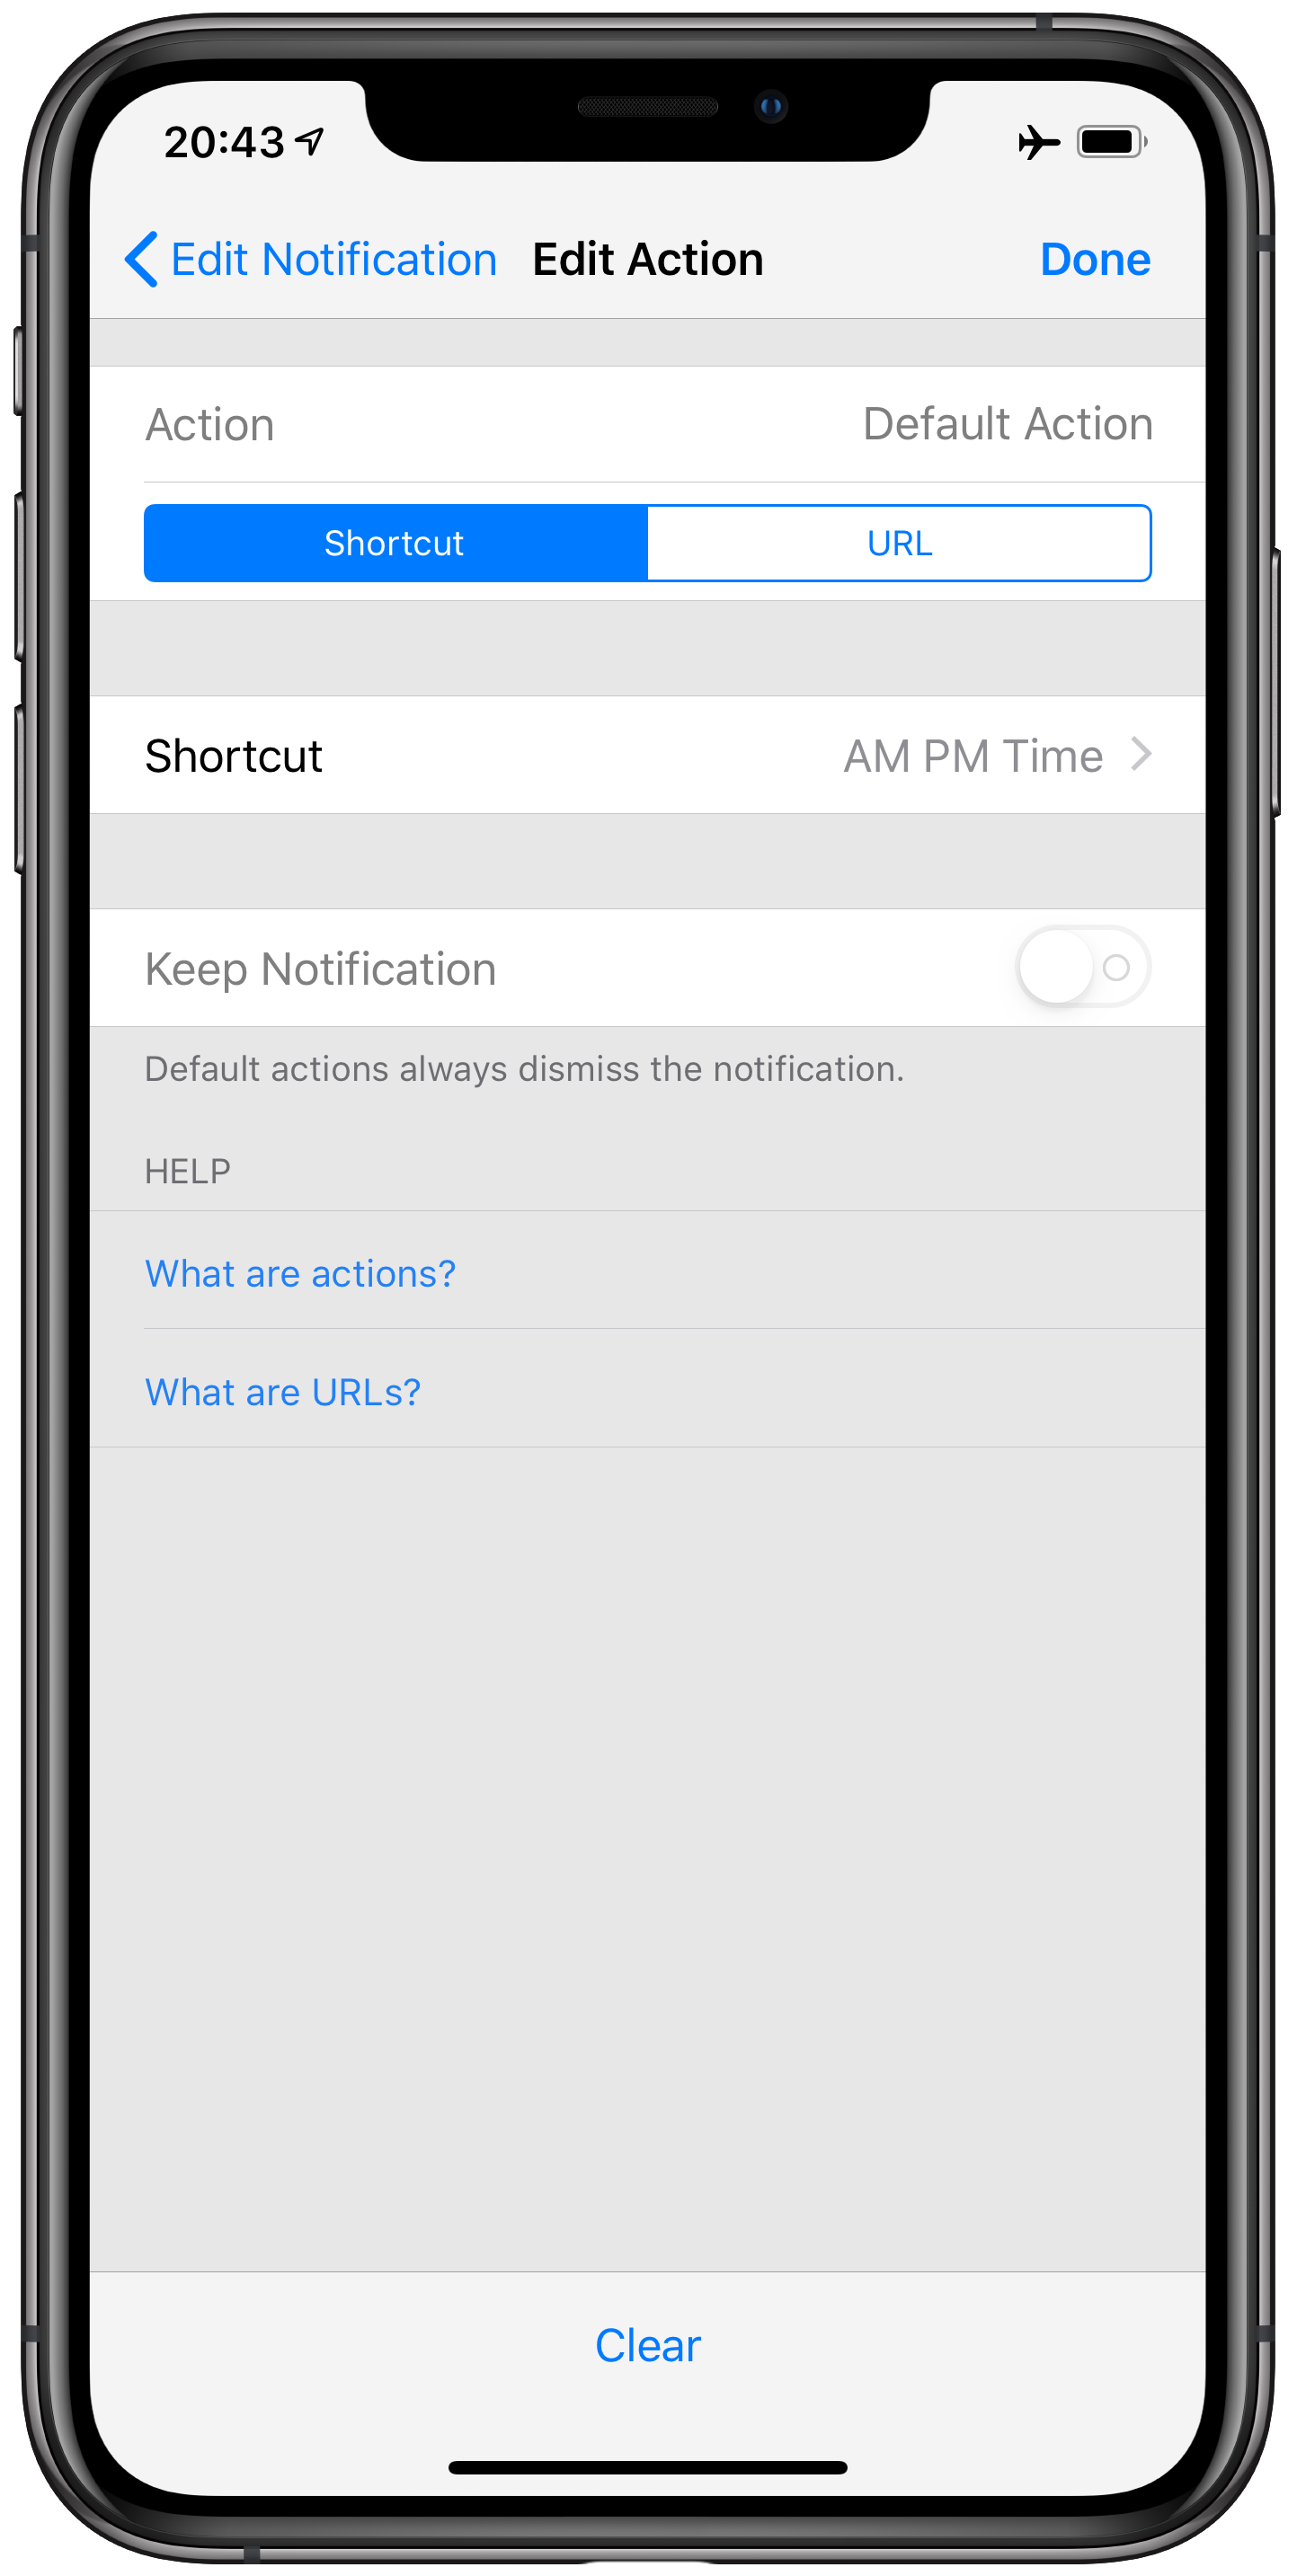 20:43
Edit Notification Edit Action Done
Action Default Action
Shortcut URL
Shortcut AM PM Time
Keep Notification
Default actions always dismiss the notification.
HELP
What are actions?
What are URLs?
Clear